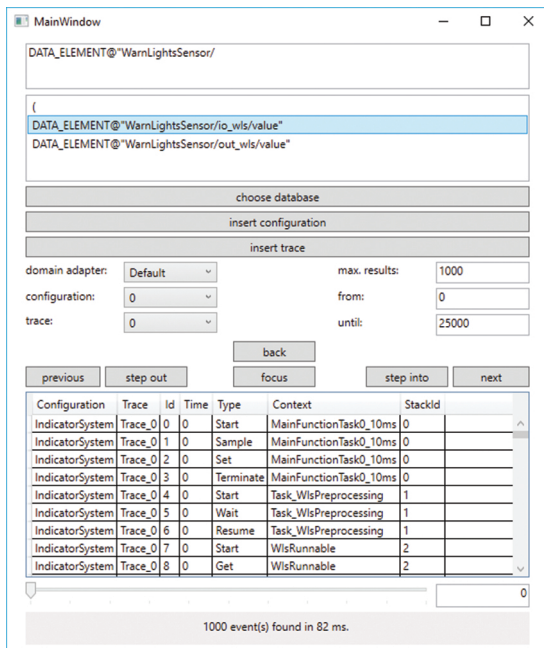 MainWindow
DATA_ELEMENT@"WarnLightsSensor/
(
DATA_ELEMENT@"WarnLightsSensor/io_wls/value"
DATA_ELEMENT@"WarnLightsSensor/out_wls/value"
choose database
insert configuration
insert trace
domain adapter: Default max. results: 1000
configuration: 0 from: 0
trace: 0 until: 25000
back
previous step out focus step into next
Configuration Trace Id Time Type Context StackId
IndicatorSystem Trace_0 0 0 Start MainFunctionTask0_10ms 0
IndicatorSystem Trace_0 1 0 Sample MainFunctionTask0_10ms 0
IndicatorSystem Trace_0 2 0 Set MainFunctionTask0_10ms 0
IndicatorSystem Trace_0 3 0 Terminate MainFunctionTask0_10ms 0
IndicatorSystem Trace_0 4 0 Start Task_WlsPreprocessing 1
IndicatorSystem Trace_0 5 0 Wait Task_WlsPreprocessing 1
IndicatorSystem Trace_0 6 0 Resume Task_WlsPreprocessing 1
IndicatorSystem Trace_0 7 0 Start WlsRunnable 2
IndicatorSystem Trace_0 8 0 Get WlsRunnable 2
0
1000 event(s) found in 82 ms.